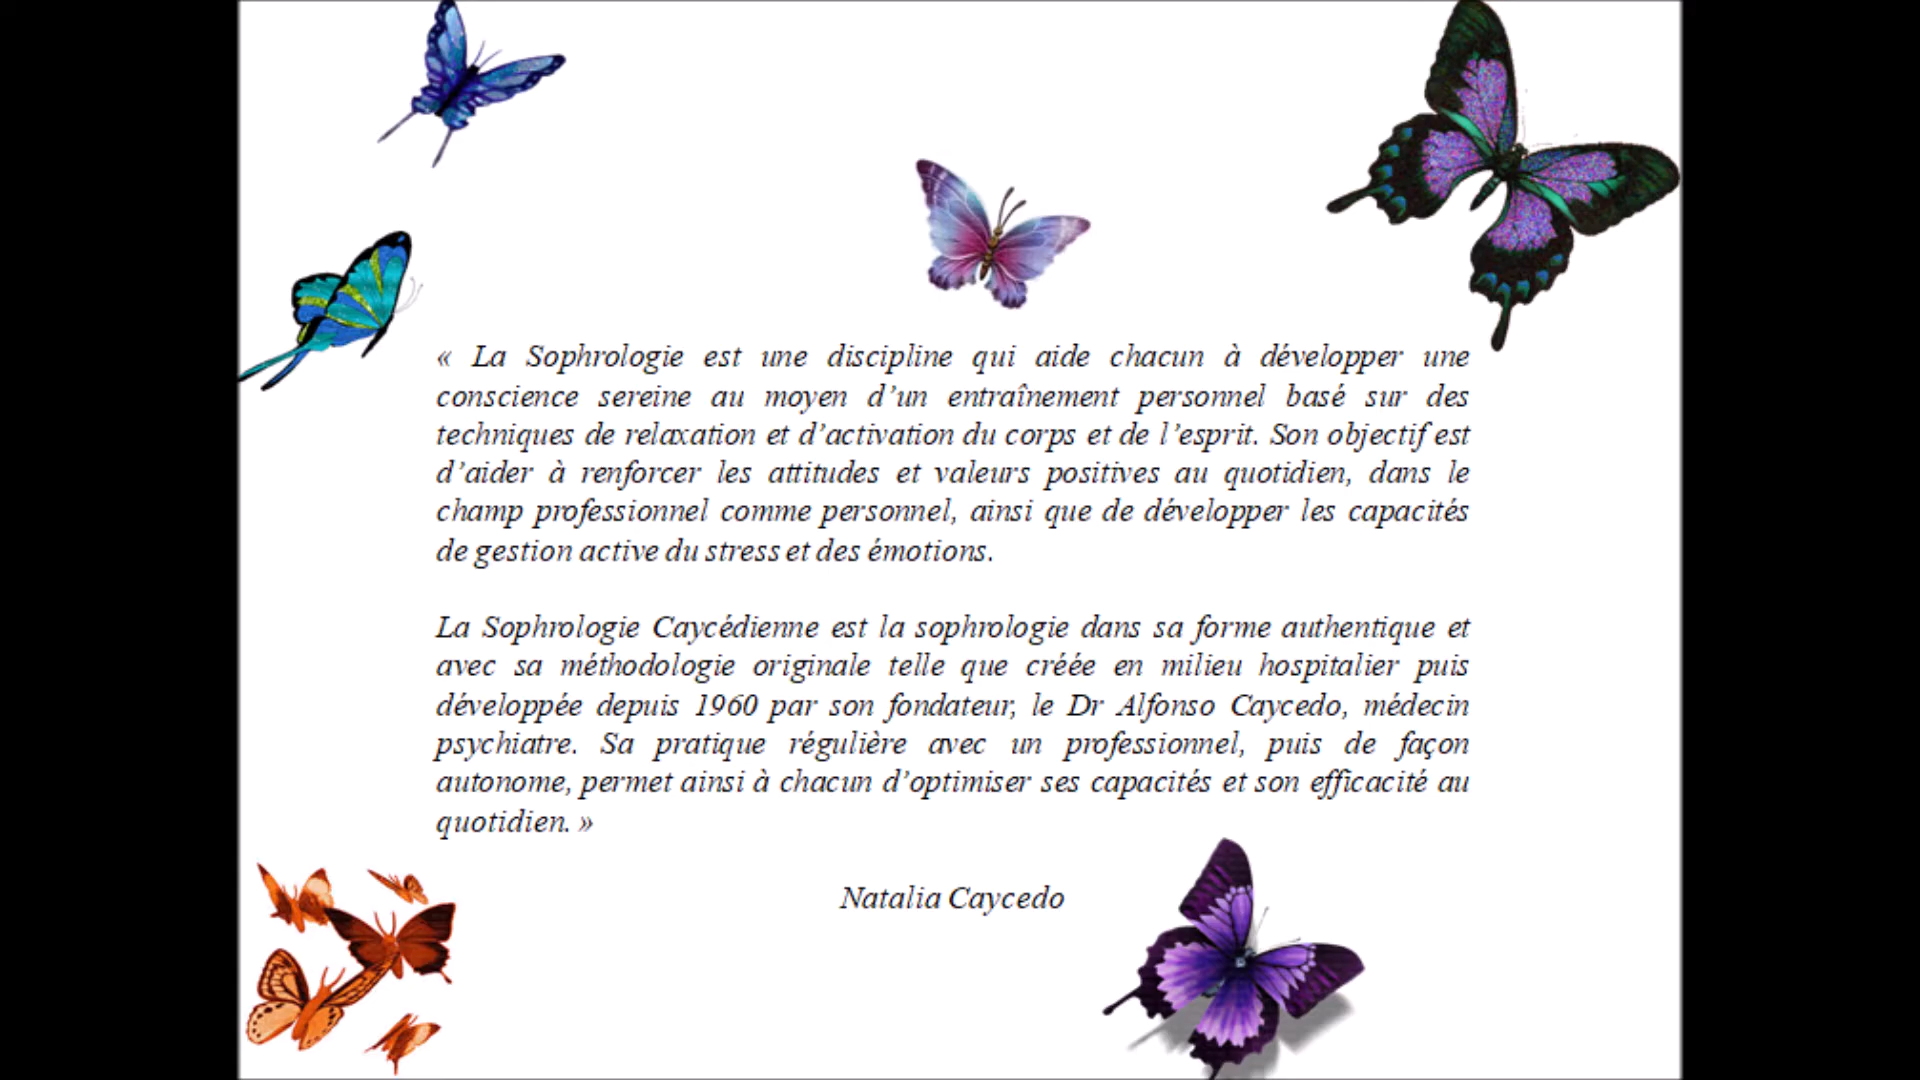 « La Sophrologie est une discipline qui aide chacun à développer une
conscience sereine au moyen d’un entraînement personnel basé sur des
techniques de relaxation et d’activation du corps et de l’esprit. Son objectif est
d’aider à renforcer les attitudes et valeurs positives au quotidien, dans le
champ professionnel comme personnel, ainsi que de développer les capacités
de gestion active du stress et des émotions.
La Sophrologie Caycédienne est la sophrologie dans sa forme authentique et
avec sa méthodologie originale telle que créée en milieu hospitalier puis
développée depuis 1960 par son fondateur, le Dr Alfonso Caycedo, médecin
psychiatre. Sa pratique régulière avec un professionnel, puis de façon
autonome, permet ainsi à chacun d’optimiser ses capacités et son efficacité au
quotidien. »
Natalia Caycedo